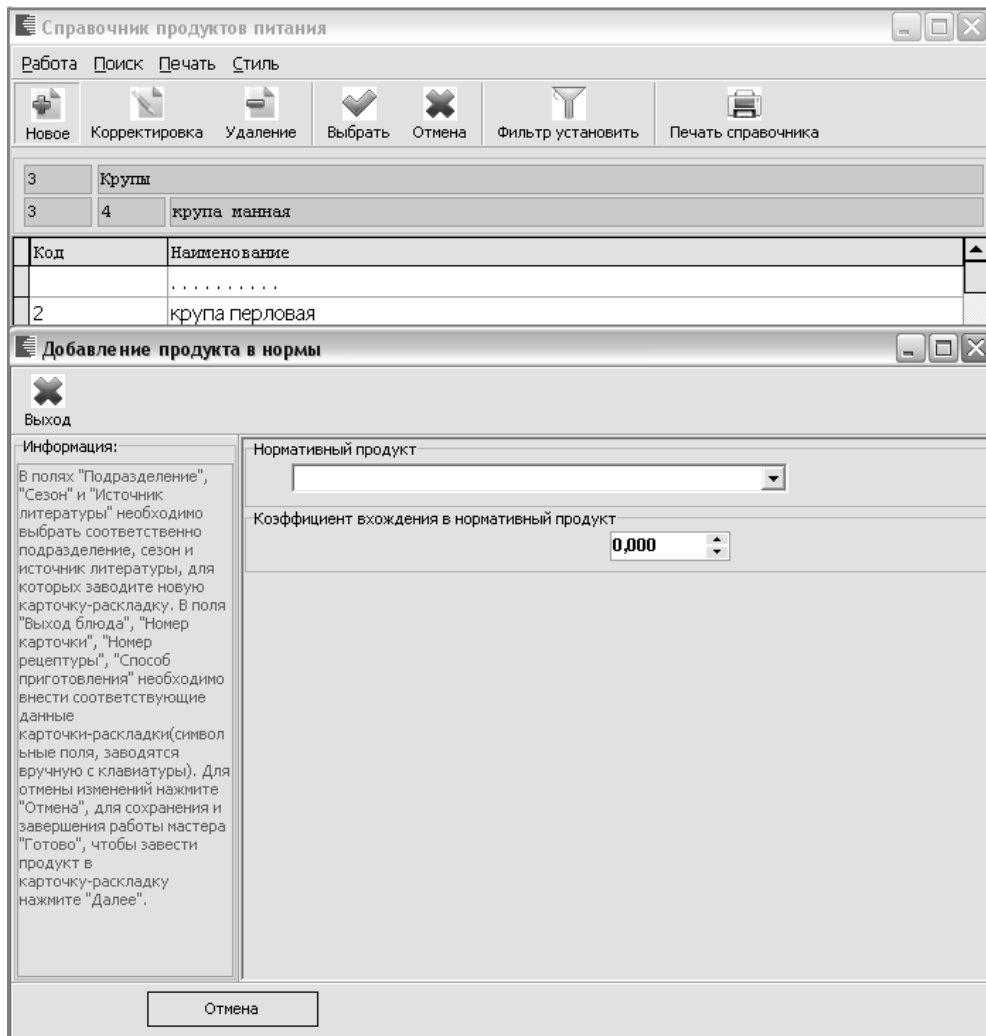 Справочник продуктов питания
Работа Поиск Печать Стиль
Новое Корректировка Удаление Выбрать Отмена Фильтр установить Печать справочника
3 Крупы
3 4 крупа манная
Код Наименование
. . . . . . . . . .
2 крупа перловая
Добавление продукта в нормы
Выход
Информация:
В полях "Подразделение",
"Сезон" и "Источник
литературы" необходимо
выбрать соответственно
подразделение, сезон и
источник литературы, для
которых заводите новую
карточку-раскладку. В поля
"Выход блюда", "Номер
карточки", "Номер
рецептуры", "Способ
приготовления" необходимо
внести соответствующие
данные
карточки-раскладки(символ
ьные поля, заводятся
вручную с клавиатуры). Для
отмены изменений нажмите
"Отмена", для сохранения и
завершения работы мастера
"Готово", чтобы завести
продукт в
карточку-раскладку
нажмите "Далее".
Нормативный продукт
Коэффициент вхождения в нормативный продукт
0,000
Отмена